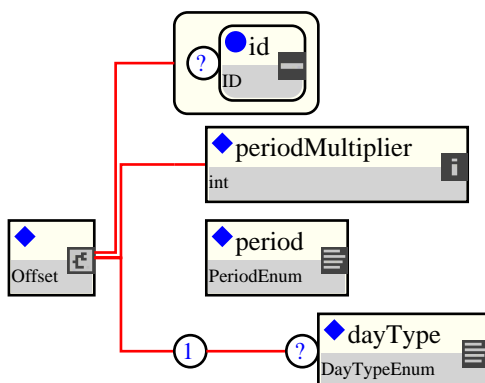 ? id
ID
periodMultiplier
int
i
Offset
period
PeriodEnum
1 ? dayType
DayTypeEnum